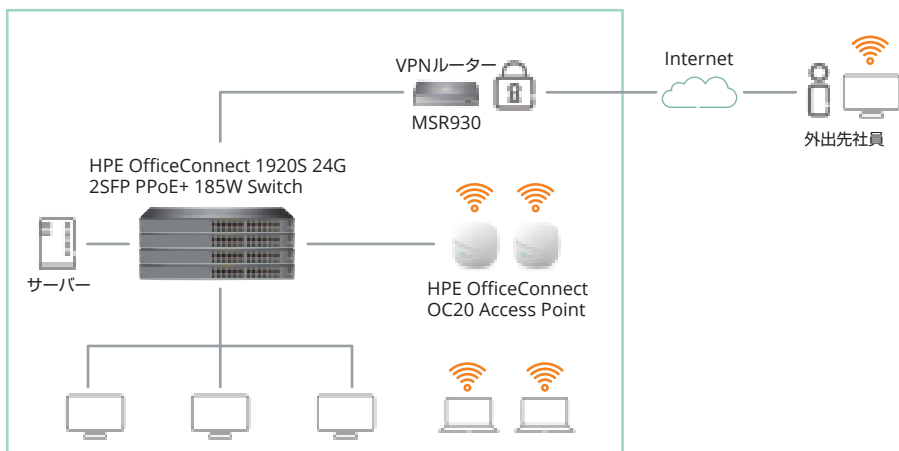 VPNルーター
MSR930
Internet
外出先社員
HPE OfficeConnect 1920S 24G
2SFP PPoE+ 185W Switch
サーバー
HPE OfficeConnect
OC20 Access Point